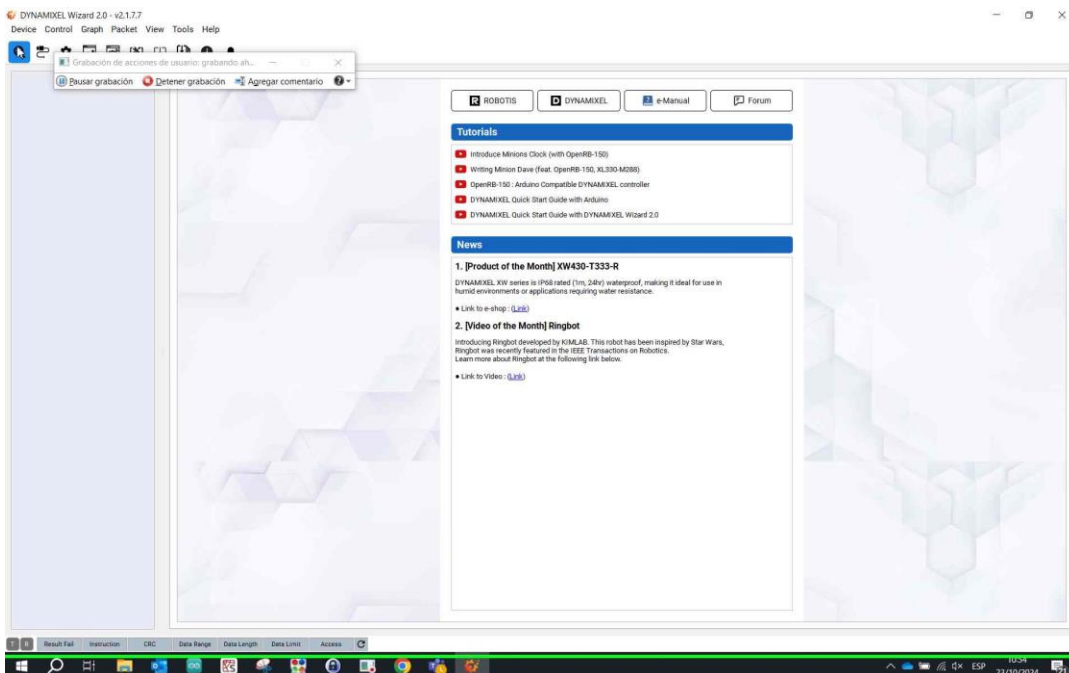 DYNAMIXEL Wizard 2.0 - v2.1.7.7
Device Control Graph Packet View Tools Help
Grabación de acciones de usuario: grabando ah...
Pausar grabación Detener grabación Agregar comentario
ROBOTIS DYNAMIXEL e-Manual Forum
Tutorials
Introduce Minions Clock (with OpenRB-150)
Writing Minion Dave (feat. OpenRB-150, XL330-M288)
OpenRB-150 : Arduino Compatible DYNAMIXEL controller
DYNAMIXEL Quick Start Guide with Arduino
DYNAMIXEL Quick Start Guide with DYNAMIXEL Wizard 2.0
News
1. [Product of the Month] XW430-T333-R
DYNAMIXEL XW series is IP68 rated (1m, 24hr) waterproof, making it ideal for use in
humid environments or applications requiring water resistance.
● Link to e-shop : (Link)
2. [Video of the Month] Ringbot
Introducing Ringbot developed by KIMLAB. This robot has been inspired by Star Wars,
Ringbot was recently featured in the IEEE Transactions on Robotics.
Learn more about Ringbot at the following link below.
● Link to Video : (Link)
T R Result Fail Instruction CRC Data Range Data Length Data Limit Access
ESP
10:54
23/10/2024